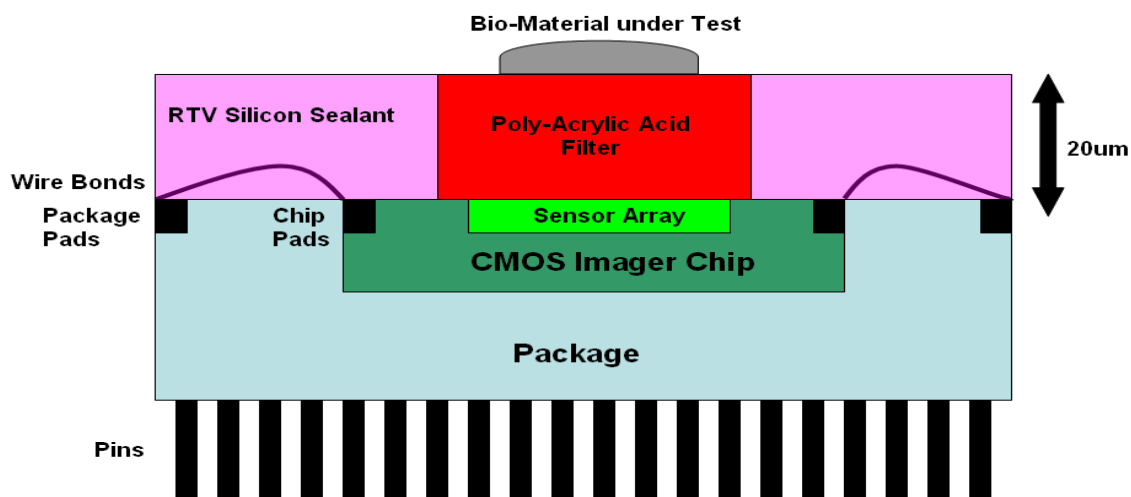 Bio-Material under Test
RTV Silicon Sealant
Poly-Acrylic Acid
Filter
20um
Wire Bonds
Package
Pads
Chip
Pads
Sensor Array
CMOS Imager Chip
Package
Pins